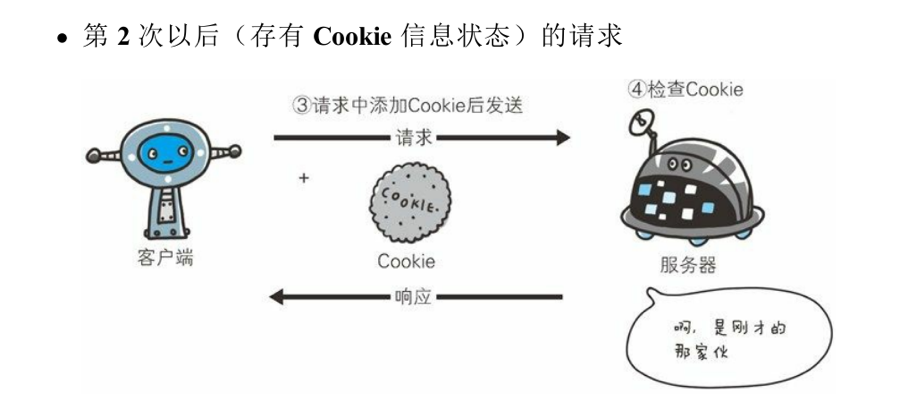 • 第 2 次以后（存有 Cookie 信息状态）的请求
④检查Cookie
③请求中添加Cookie后发送
请求
+
COOKIE.
Cookie
客户端
服务器
响应
啊，是刚才的
那家伙